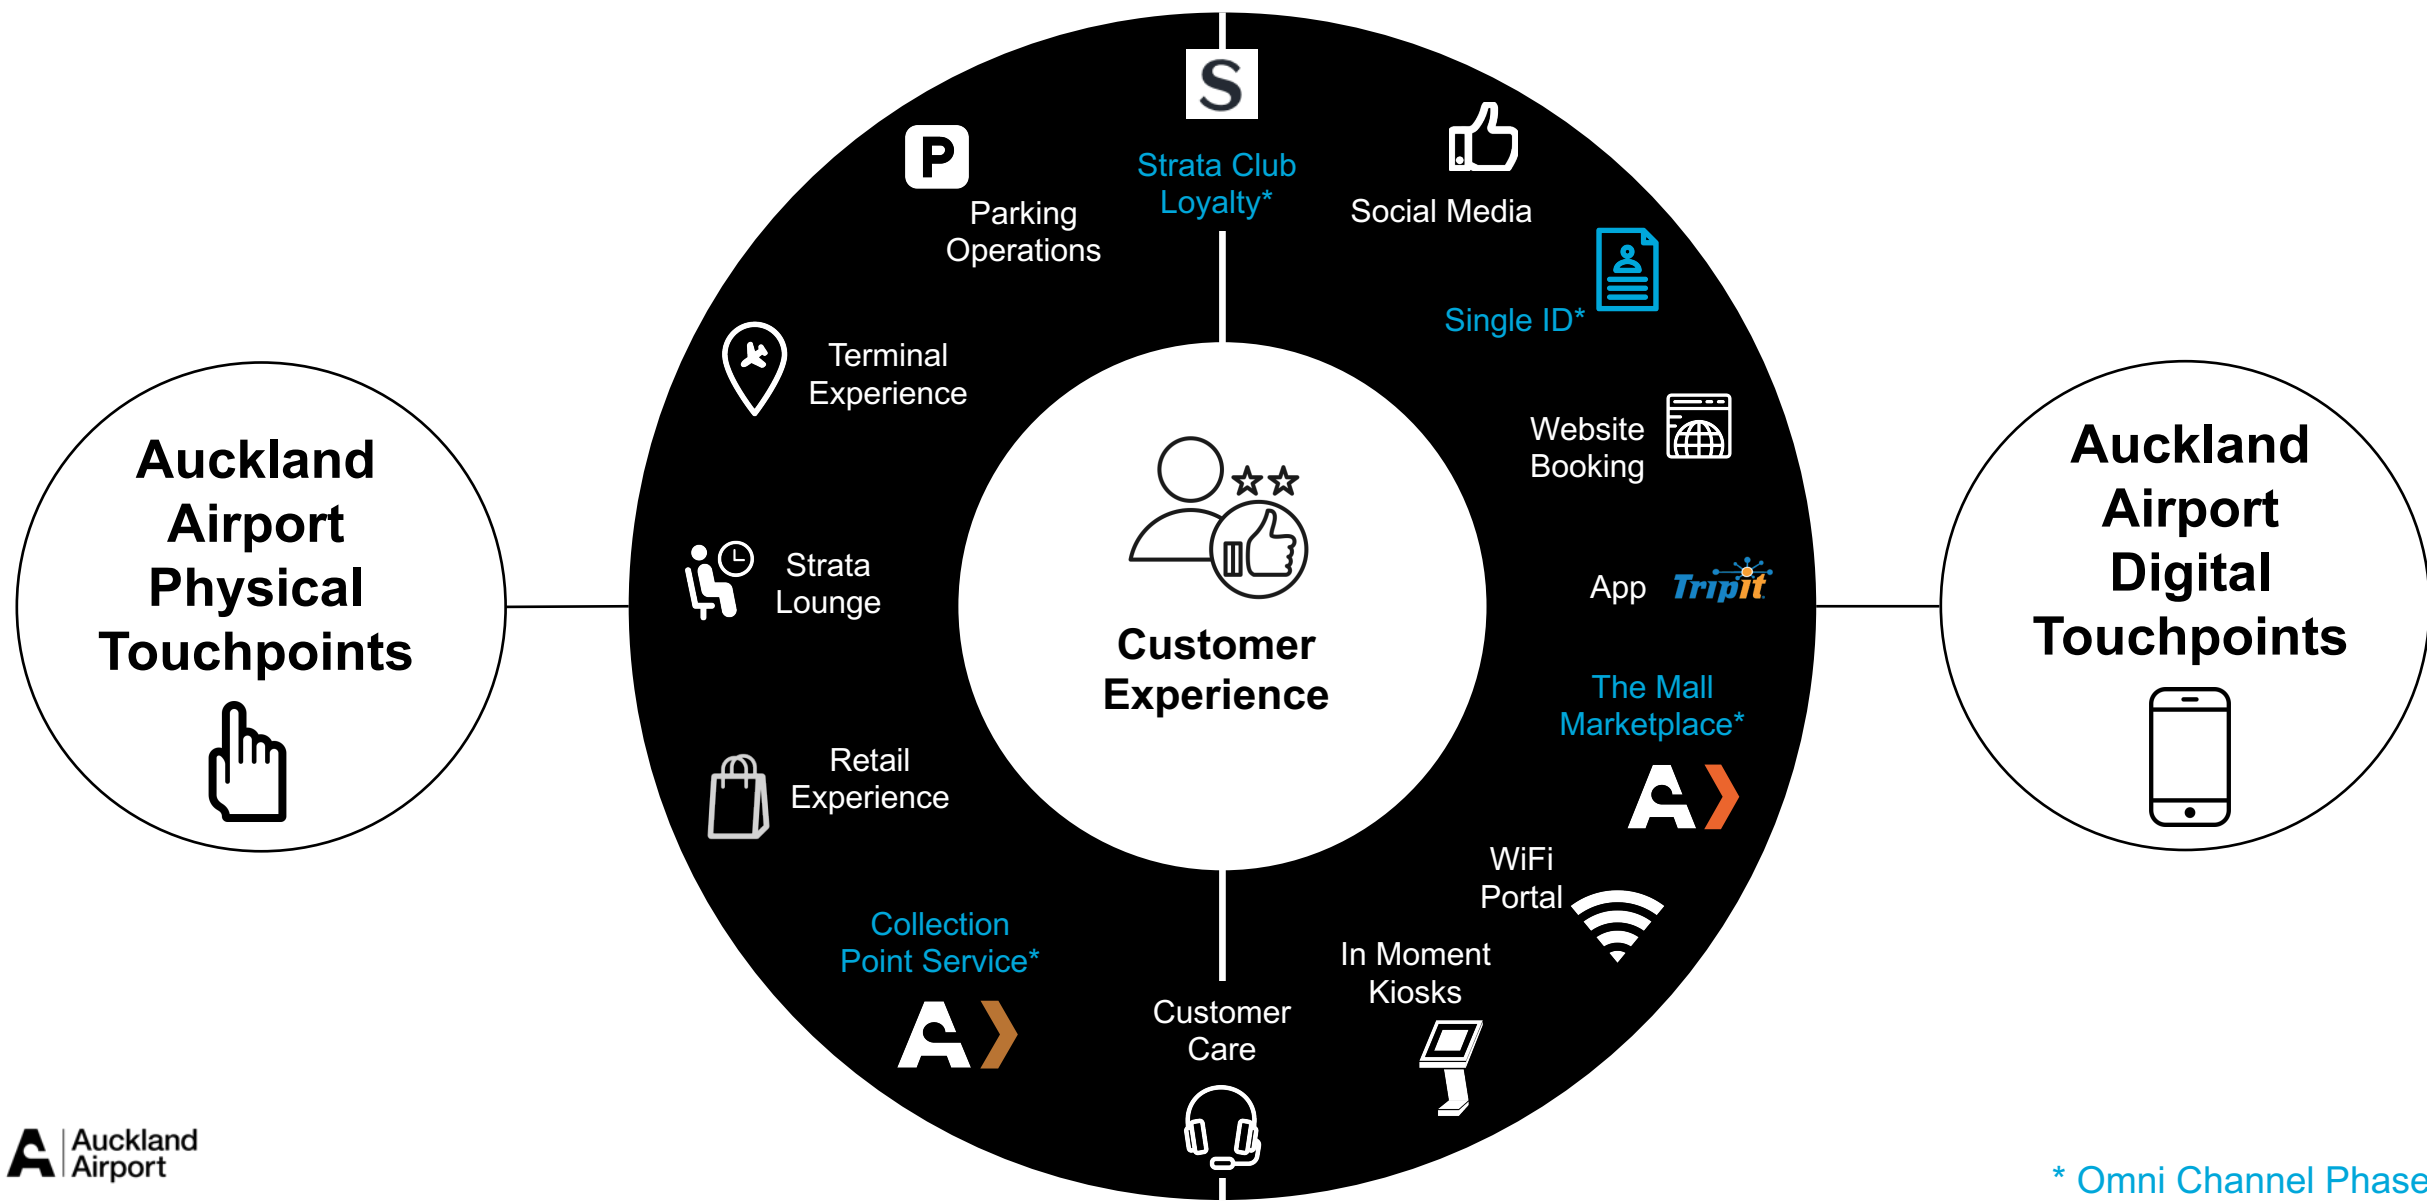 S
Strata Club
Loyalty*
P
Parking
Operations
Social Media
Single ID*
Terminal
Experience
Website
Booking
Auckland
Airport
Physical
Touchpoints
Customer
Experience
Auckland
Airport
Digital
Touchpoints
Strata
Lounge
App
TripIt
The Mall
Marketplace*
Retail
Experience
WiFi
Portal
Collection
Point Service*
In Moment
Kiosks
Customer
Care
A
A
A
Auckland
Airport
* Omni Channel Phase